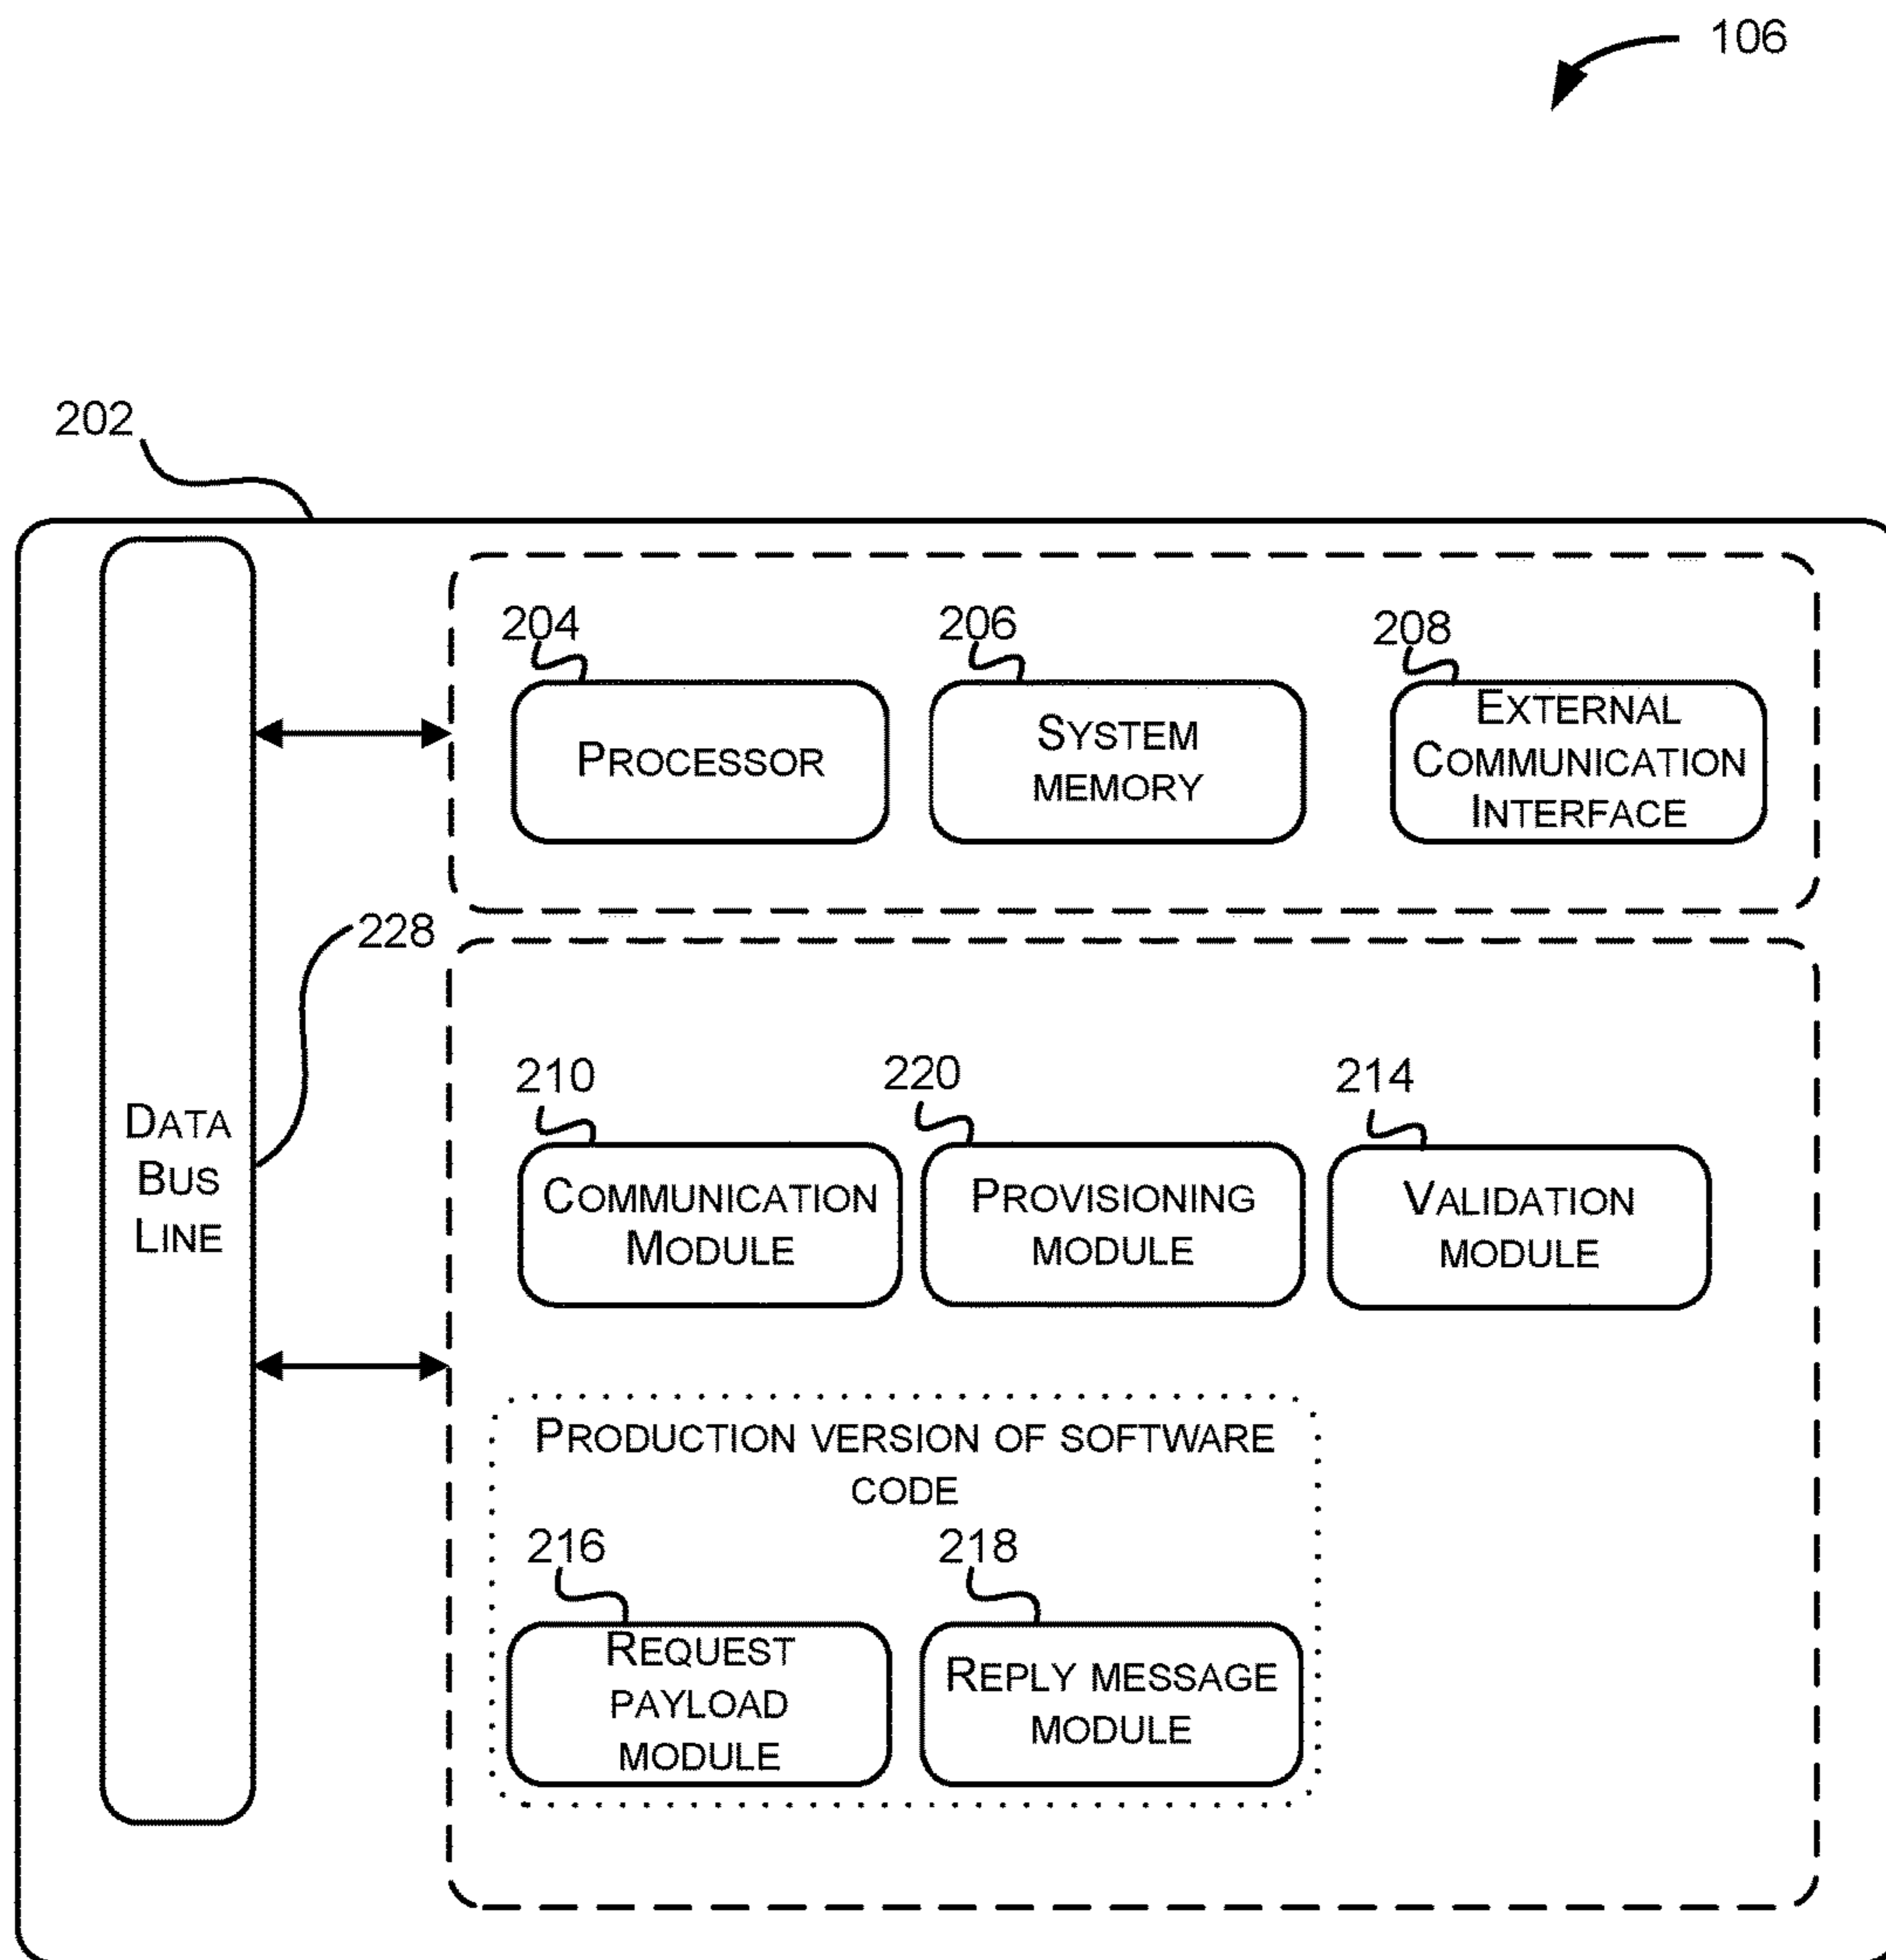 106
202
204
206
208
PROCESSOR
SYSTEM
MEMORY
EXTERNAL
COMMUNICATION
INTERFACE
228
DATA
BUS
LINE
210
220
214
COMMUNICATION
MODULE
PROVISIONING
MODULE
VALIDATION
MODULE
PRODUCTION VERSION OF SOFTWARE
CODE
216
218
REQUEST
PAYLOAD
MODULE
REPLY MESSAGE
MODULE